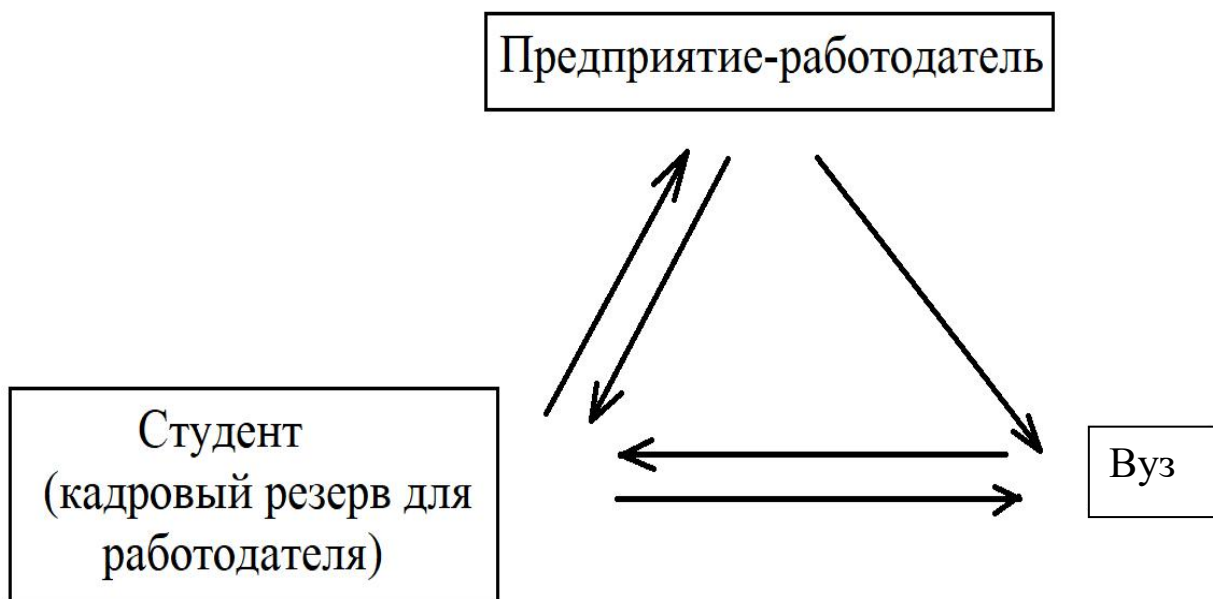 Предприятие-работодатель
Студент
(кадровый резерв для
работодателя)
Вуз